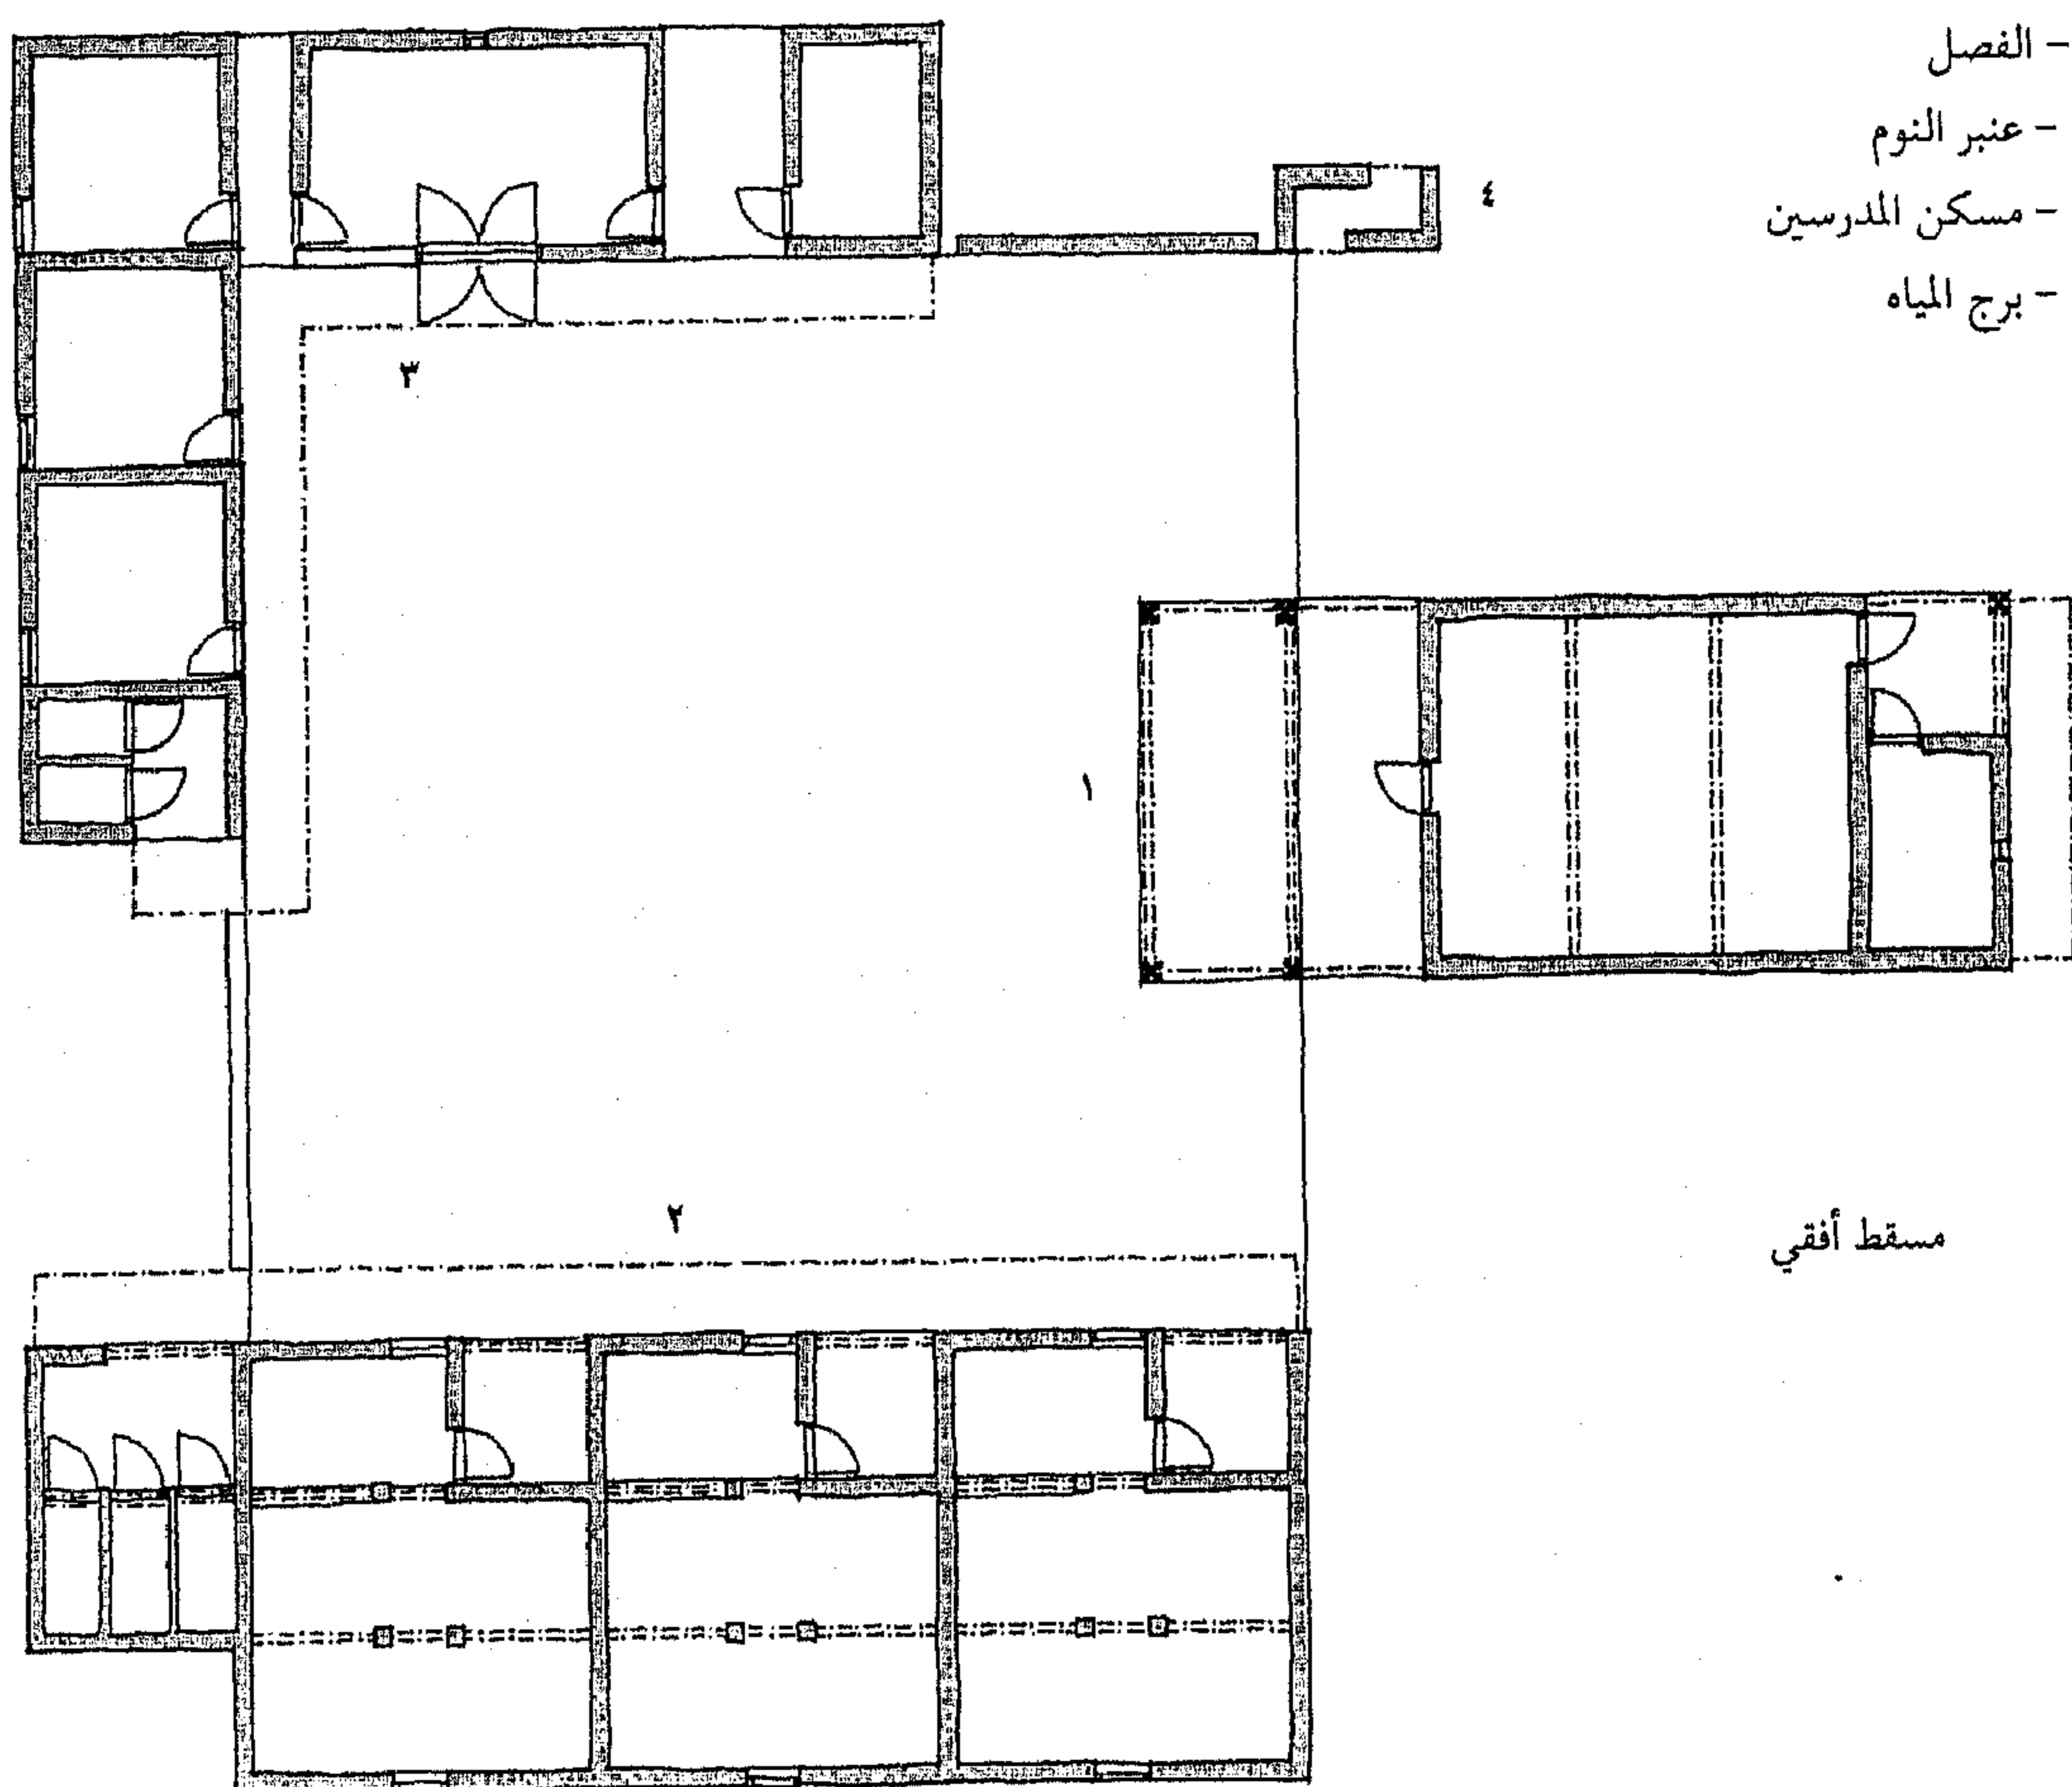 - الفصل
- عنبر النوم
- مسكن المدرسين
- برج المياه
٤
٣
١
٢
مسقط أفقي